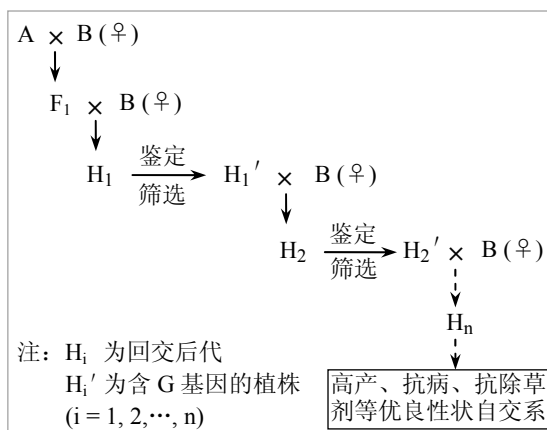 A × B (♀)
F₁ × B (♀)
H₁ 鉴定 筛选 H₁′ × B (♀)
H₂ 鉴定 筛选 H₂′ × B (♀)
Hₙ
注：Hᵢ 为回交后代
Hᵢ′ 为含 G 基因的植株
(i = 1, 2,⋯, n)
高产、抗病、抗除草
剂等优良性状自交系